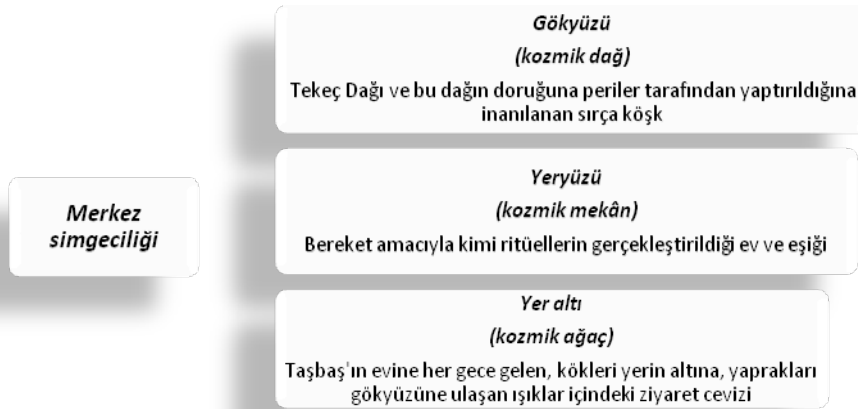 Merkez
simgeciliği
Gökyüzü
(kozmik dağ)
Tekeç Dağı ve bu dağın doruğuna periler tarafından yaptırıldığına
inanılanan sırça köşk
Yeryüzü
(kozmik mekân)
Bereket amacıyla kimi ritüellerin gerçekleştirildiği ev ve eşiği
Yer altı
(kozmik ağaç)
Taşbaş'ın evine her gece gelen, kökleri yerin altına, yaprakları
gökyüzüne ulaşan ışıklar içindeki ziyaret cevizi